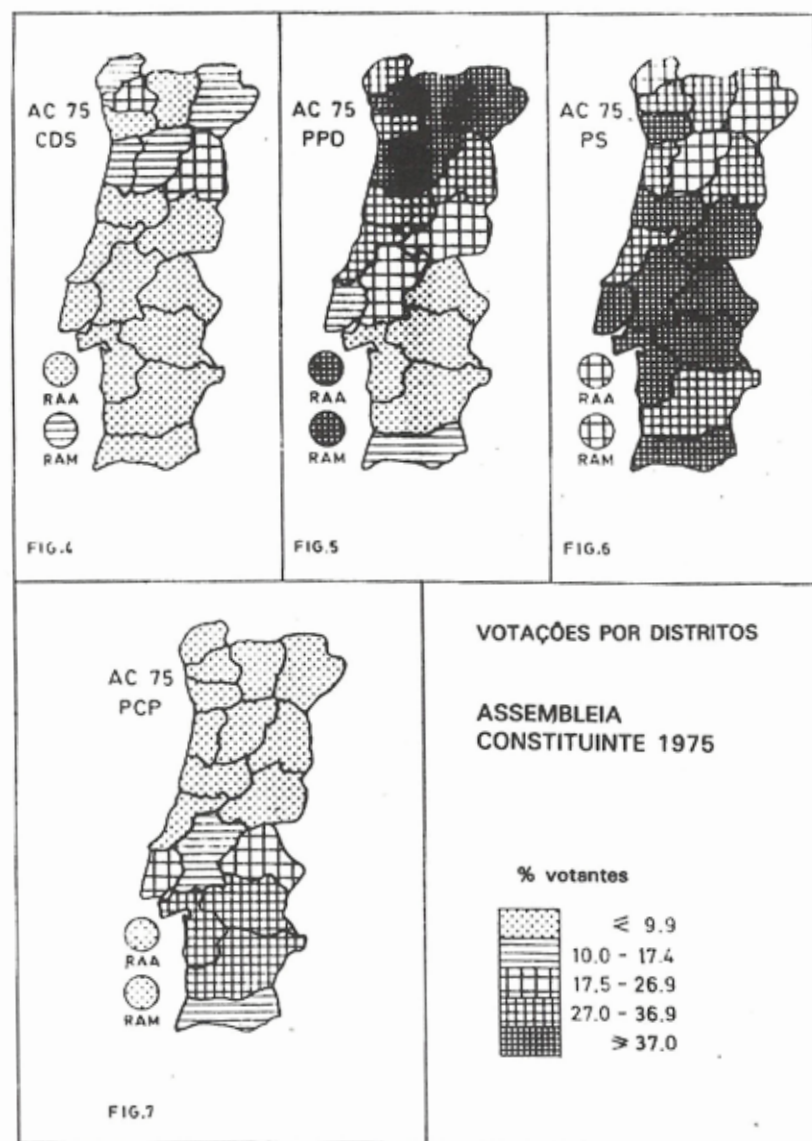 AC 75
CDS
RAA
RAM
FIG.4
AC 75
PPD
RAA
RAM
FIG.5
AC 75
PS
RAA
RAM
FIG.6
AC 75
PCP
RAA
RAM
FIG.7
VOTAÇÕES POR DISTRITOS
ASSEMBLEIA
CONSTITUINTE 1975
% votantes
⩽ 9.9
10.0 - 17.4
17.5 - 26.9
27.0 - 36.9
⩾ 37.0